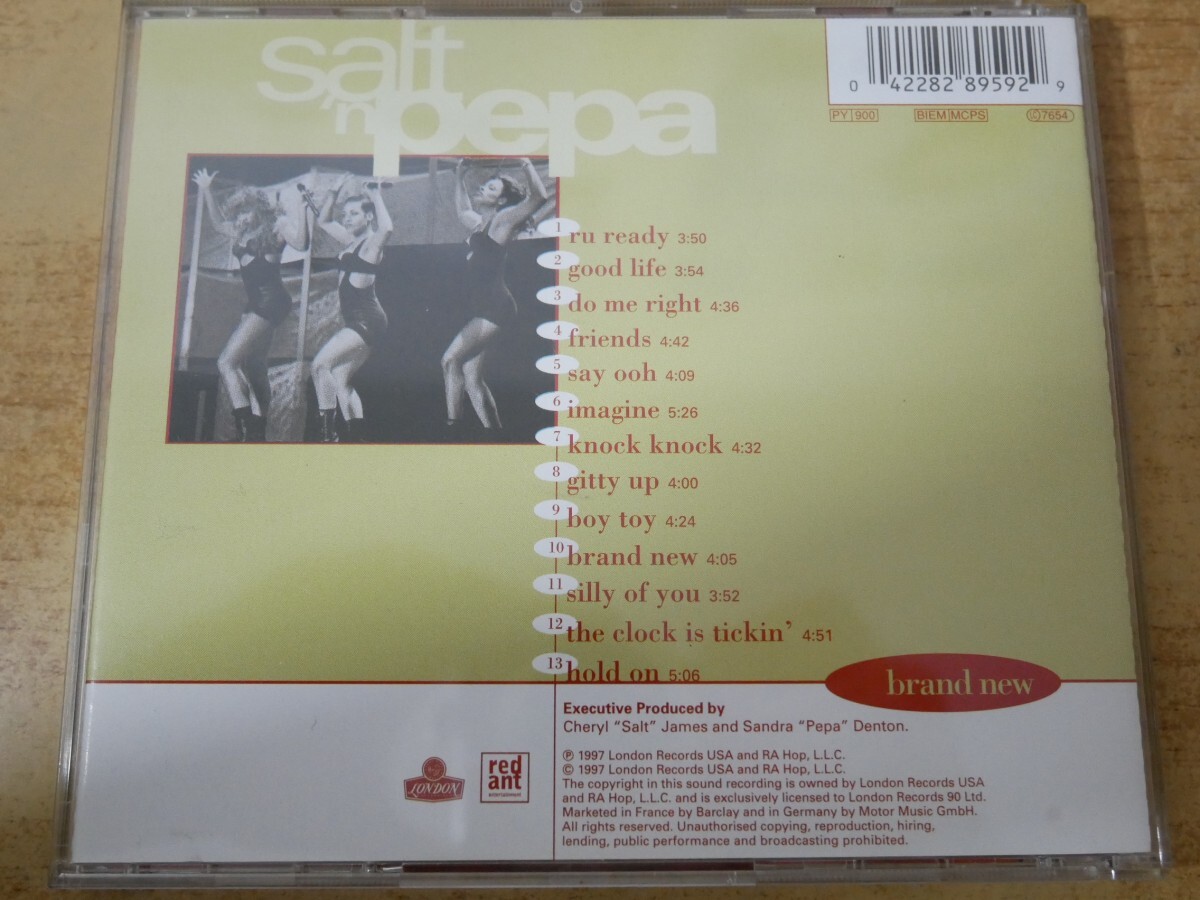 salt
'n
pepa
0 42282 89592 9
PY 900
BIEM MCPS
LC 7654
1 ru ready 3:50
2 good life 3:54
3 do me right 4:36
4 friends 4:42
5 say ooh 4:09
6 imagine 5:26
7 knock knock 4:32
8 gitty up 4:00
9 boy toy 4:24
10 brand new 4:05
11 silly of you 3:52
12 the clock is tickin' 4:51
13 hold on 5:06
brand new
Executive Produced by
Cheryl "Salt" James and Sandra "Pepa" Denton.
℗ 1997 London Records USA and RA Hop, L.L.C.
© 1997 London Records USA and RA Hop, L.L.C.
The copyright in this sound recording is owned by London Records USA
and RA Hop, L.L.C. and is exclusively licensed to London Records 90 Ltd.
Marketed in France by Barclay and in Germany by Motor Music GmbH.
All rights reserved. Unauthorised copying, reproduction, hiring,
lending, public performance and broadcasting prohibited.
LONDON
red
ant
entertainment